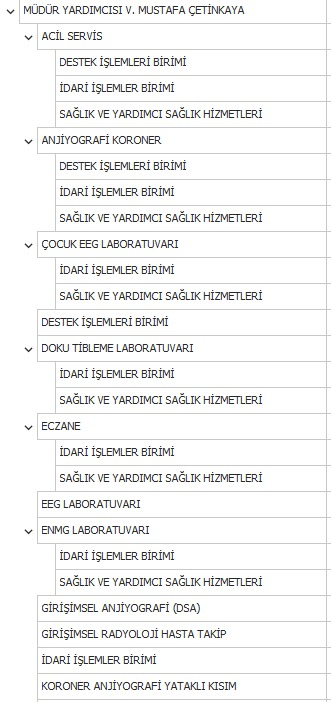 MÜDÜR YARDIMCISI V. MUSTAFA ÇETİNKAYA
ACİL SERVİS
DESTEK İŞLEMLERİ BİRİMİ
İDARİ İŞLEMLER BİRİMİ
SAĞLIK VE YARDIMCI SAĞLIK HİZMETLERİ
ANJİYOGRAFİ KORONER
DESTEK İŞLEMLERİ BİRİMİ
İDARİ İŞLEMLER BİRİMİ
SAĞLIK VE YARDIMCI SAĞLIK HİZMETLERİ
ÇOCUK EEG LABORATUVARI
İDARİ İŞLEMLER BİRİMİ
SAĞLIK VE YARDIMCI SAĞLIK HİZMETLERİ
DESTEK İŞLEMLERİ BİRİMİ
DOKU TİBLEME LABORATUVARI
İDARİ İŞLEMLER BİRİMİ
SAĞLIK VE YARDIMCI SAĞLIK HİZMETLERİ
ECZANE
İDARİ İŞLEMLER BİRİMİ
SAĞLIK VE YARDIMCI SAĞLIK HİZMETLERİ
EEG LABORATUVARI
ENMG LABORATUVARI
İDARİ İŞLEMLER BİRİMİ
SAĞLIK VE YARDIMCI SAĞLIK HİZMETLERİ
GİRİŞİMSEL ANJİYOGRAFİ (DSA)
GİRİŞİMSEL RADYOLOJİ HASTA TAKİP
İDARİ İŞLEMLER BİRİMİ
KORONER ANJİYOGRAFİ YATAKLI KISIM